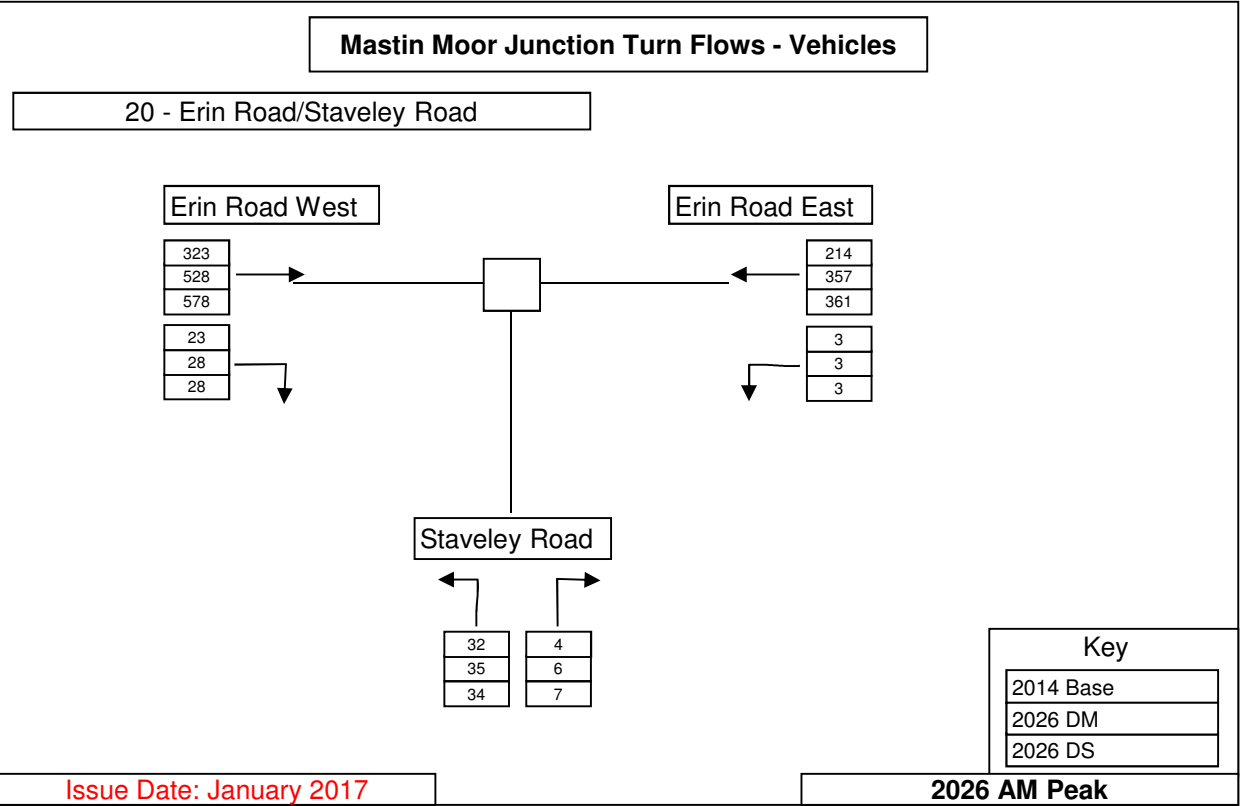 Mastin Moor Junction Turn Flows - Vehicles
20 - Erin Road/Staveley Road
Erin Road West
Erin Road East
323
528
578
214
357
361
23
28
28
3
3
3
Staveley Road
32
35
34
4
6
7
Key
2014 Base
2026 DM
2026 DS
Issue Date: January 2017
2026 AM Peak